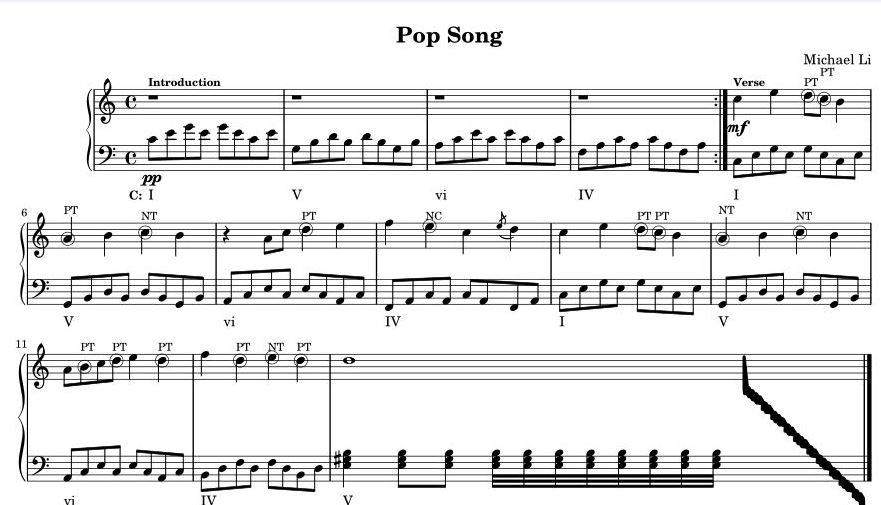 Pop Song
Michael Li
Introduction
Verse
PT PT
mf
pp
C: I V vi IV I
6 PT NT PT NC PT PT NT NT
V vi IV I V
11 PT PT PT PT NT PT
vi IV V